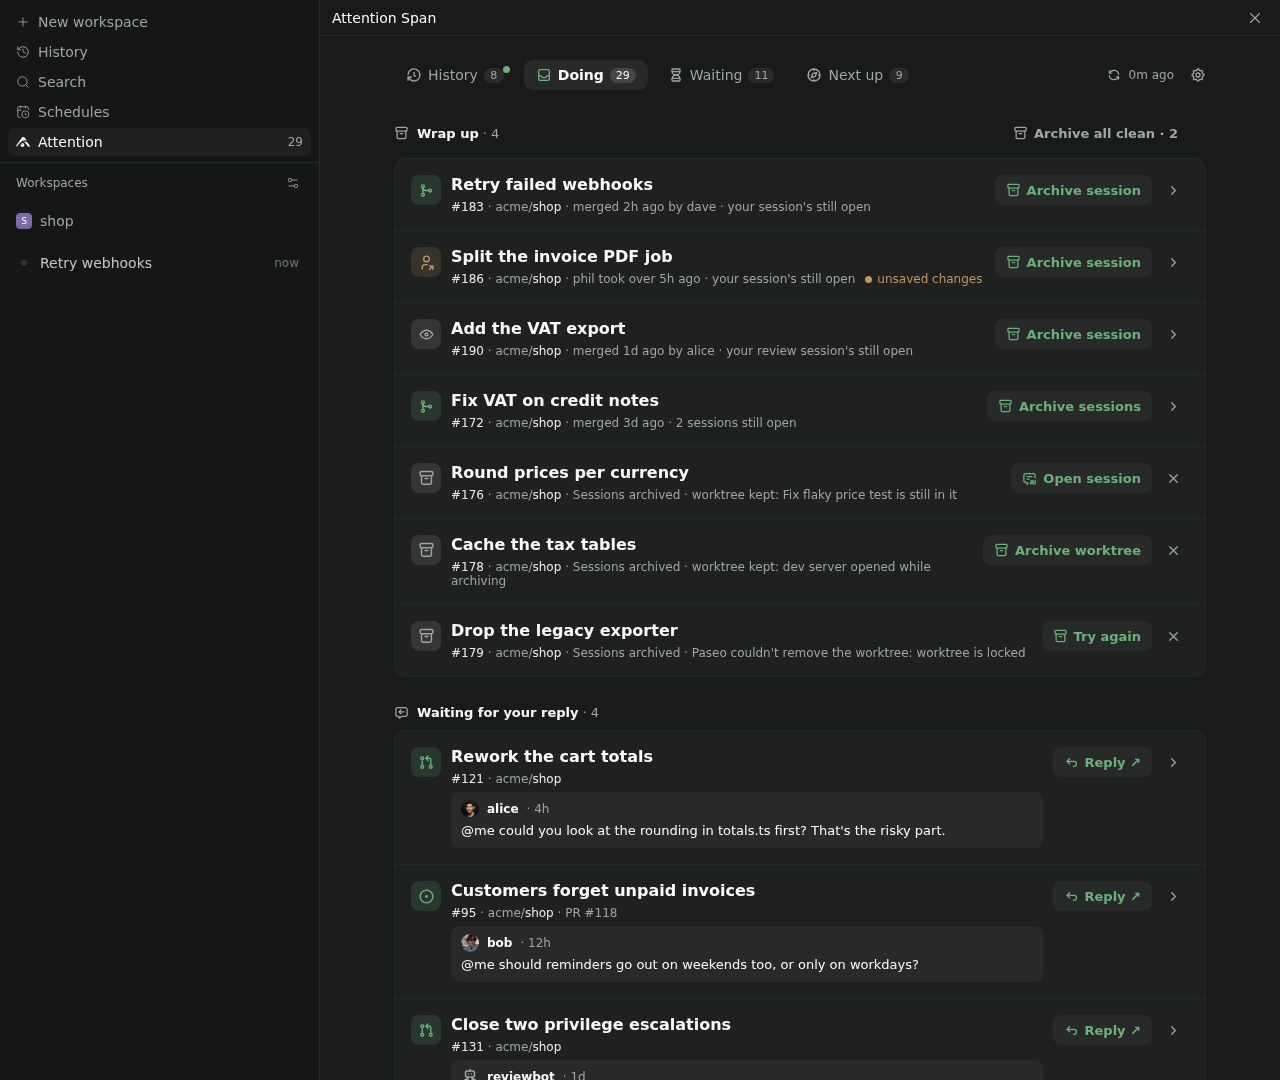 Attention Span
New workspace
History
Search
Schedules
Attention 29
Workspaces
S shop
Retry webhooks now
History 8
Doing 29
Waiting 11
Next up 9
0m ago
Wrap up · 4
Archive all clean · 2
Retry failed webhooks
#183 · acme/shop · merged 2h ago by dave · your session's still open
Archive session
Split the invoice PDF job
#186 · acme/shop · phil took over 5h ago · your session's still open unsaved changes
Archive session
Add the VAT export
#190 · acme/shop · merged 1d ago by alice · your review session's still open
Archive session
Fix VAT on credit notes
#172 · acme/shop · merged 3d ago · 2 sessions still open
Archive sessions
Round prices per currency
#176 · acme/shop · Sessions archived · worktree kept: Fix flaky price test is still in it
Open session
Cache the tax tables
#178 · acme/shop · Sessions archived · worktree kept: dev server opened while
archiving
Archive worktree
Drop the legacy exporter
#179 · acme/shop · Sessions archived · Paseo couldn't remove the worktree: worktree is locked
Try again
Waiting for your reply · 4
Rework the cart totals
#121 · acme/shop
Reply ↗
alice · 4h
@me could you look at the rounding in totals.ts first? That's the risky part.
Customers forget unpaid invoices
#95 · acme/shop · PR #118
Reply ↗
bob · 12h
@me should reminders go out on weekends too, or only on workdays?
Close two privilege escalations
#131 · acme/shop
Reply ↗
reviewbot · 1d